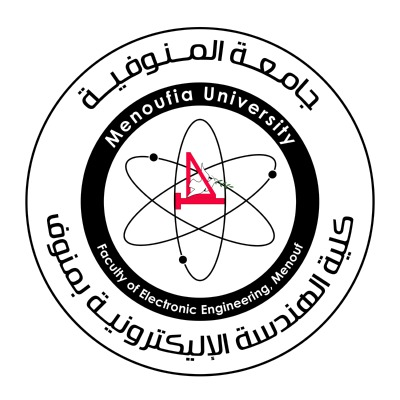 جامعة المنوفية
Menoufia University
Faculty of Electronic Engineering, Menouf
كلية الهندسة الإليكترونية بمنوف